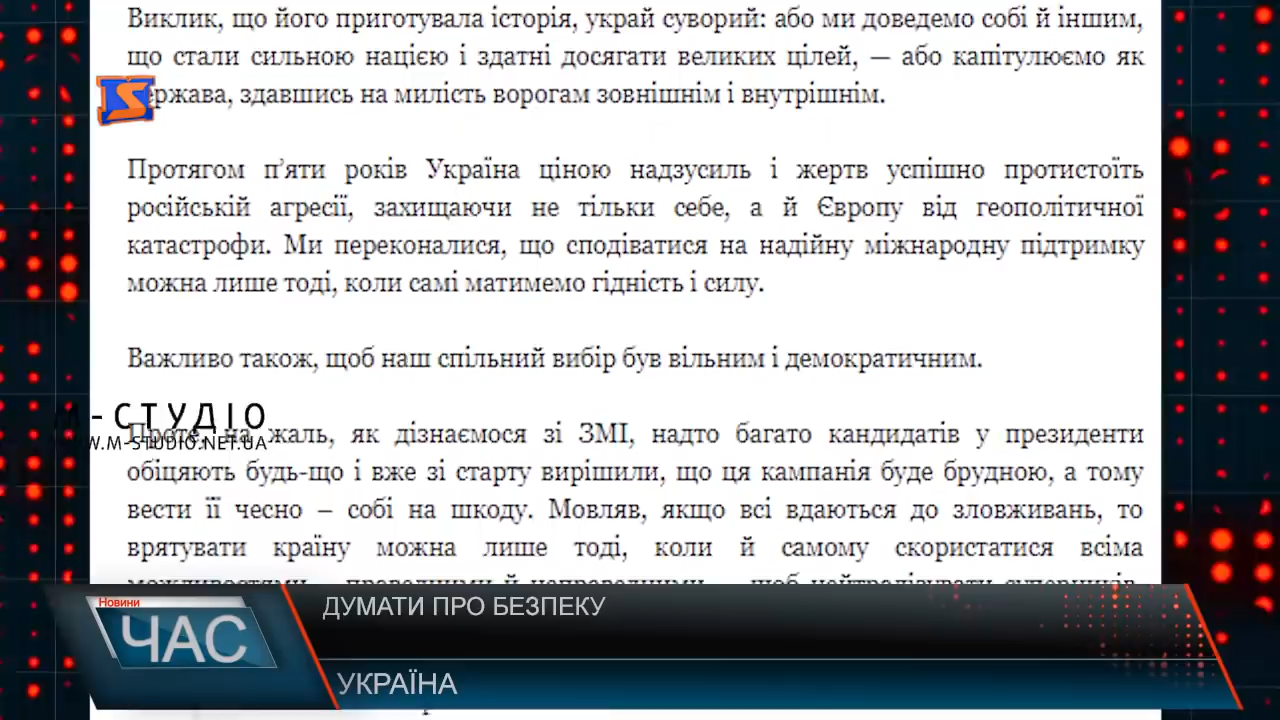 Виклик, що його приготувала історія, украй суворий: або ми доведемо собі й іншим,
що стали сильною нацією і здатні досягати великих цілей, — або капітулюємо як
держава, здавшись на милість ворогам зовнішнім і внутрішнім.
Протягом п’яти років Україна ціною надзусиль і жертв успішно протистоїть
російській агресії, захищаючи не тільки себе, а й Європу від геополітичної
катастрофи. Ми переконалися, що сподіватися на надійну міжнародну підтримку
можна лише тоді, коли самі матимемо гідність і силу.
Важливо також, щоб наш спільний вибір був вільним і демократичним.
М-СТУДІО
W.M-STUDIO.NET.UA
Проте, на жаль, як дізнаємося зі ЗМІ, надто багато кандидатів у президенти
обіцяють будь-що і вже зі старту вирішили, що ця кампанія буде брудною, а тому
вести її чесно – собі на шкоду. Мовляв, якщо всі вдаються до зловживань, то
врятувати країну можна лише тоді, коли й самому скористатися всіма
Новини
ЧАС
ДУМАТИ ПРО БЕЗПЕКУ
УКРАЇНА